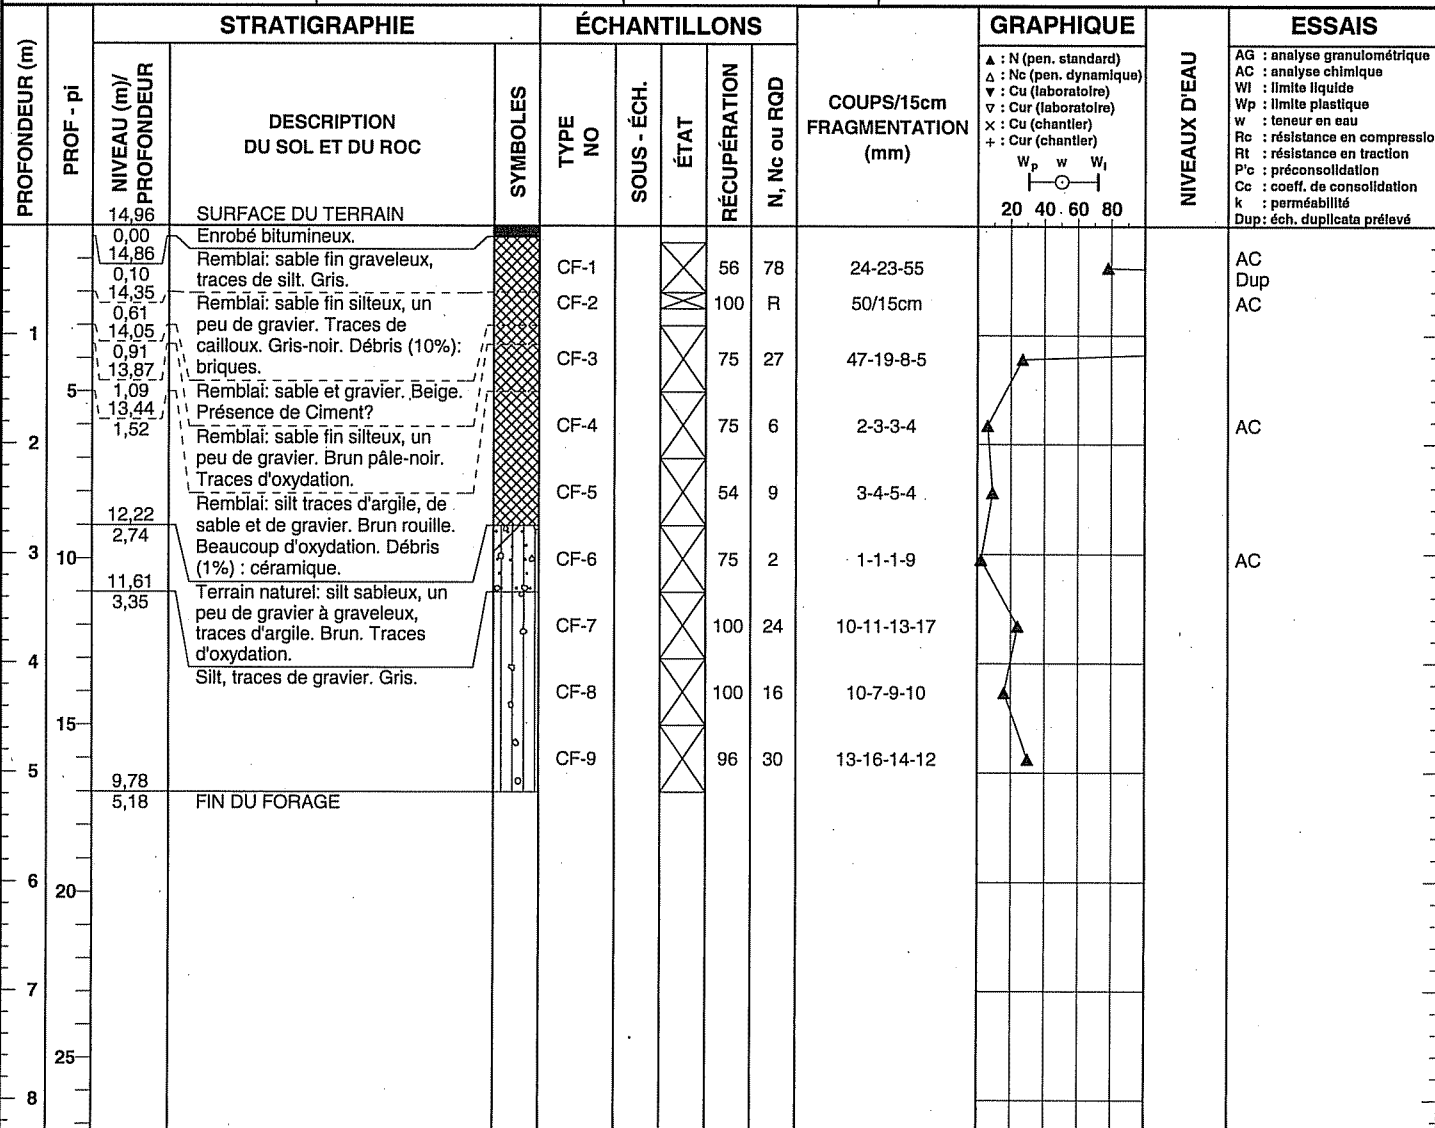 STRATIGRAPHIE
ÉCHANTILLONS
GRAPHIQUE
ESSAIS
PROFONDEUR (m)
PROF - pi
NIVEAU (m)/
PROFONDEUR
DESCRIPTION
DU SOL ET DU ROC
SYMBOLES
TYPE
NO
SOUS - ÉCH.
ÉTAT
RÉCUPÉRATION
N, Nc ou RQD
COUPS/15cm
FRAGMENTATION
(mm)
▲ : N (pen. standard)
△ : Nc (pen. dynamique)
▼ : Cu (laboratoire)
▽ : Cur (laboratoire)
× : Cu (chantier)
+ : Cur (chantier)
Wp w Wl
20 40 60 80
NIVEAUX D'EAU
AG : analyse granulométrique
AC : analyse chimique
Wl : limite liquide
Wp : limite plastique
w : teneur en eau
Rc : résistance en compressio
Rt : résistance en traction
P'c : préconsolidation
Cc : coeff. de consolidation
k : perméabilité
Dup: éch. duplicata prélevé
14,96 SURFACE DU TERRAIN
0,00 Enrobé bitumineux.
14,86
0,10
Remblai: sable fin graveleux,
traces de silt. Gris.
14,35
0,61
Remblai: sable fin silteux, un
peu de gravier. Traces de
cailloux. Gris-noir. Débris (10%):
briques.
14,05
0,91
Remblai: sable et gravier. Beige.
Présence de Ciment?
13,87
1,09
Remblai: sable fin silteux, un
peu de gravier. Brun pâle-noir.
Traces d'oxydation.
13,44
1,52
Remblai: silt traces d'argile, de
sable et de gravier. Brun rouille.
Beaucoup d'oxydation. Débris
(1%) : céramique.
12,22
2,74
Terrain naturel: silt sableux, un
peu de gravier à graveleux,
traces d'argile. Brun. Traces
d'oxydation.
11,61
3,35
Silt, traces de gravier. Gris.
9,78
5,18 FIN DU FORAGE
CF-1 56 78 24-23-55 AC
Dup
CF-2 100 R 50/15cm AC
CF-3 75 27 47-19-8-5
CF-4 75 6 2-3-3-4 AC
CF-5 54 9 3-4-5-4
CF-6 75 2 1-1-1-9 AC
CF-7 100 24 10-11-13-17
CF-8 100 16 10-7-9-10
CF-9 96 30 13-16-14-12
1
2
3
4
5
6
7
8
5
10
15
20
25